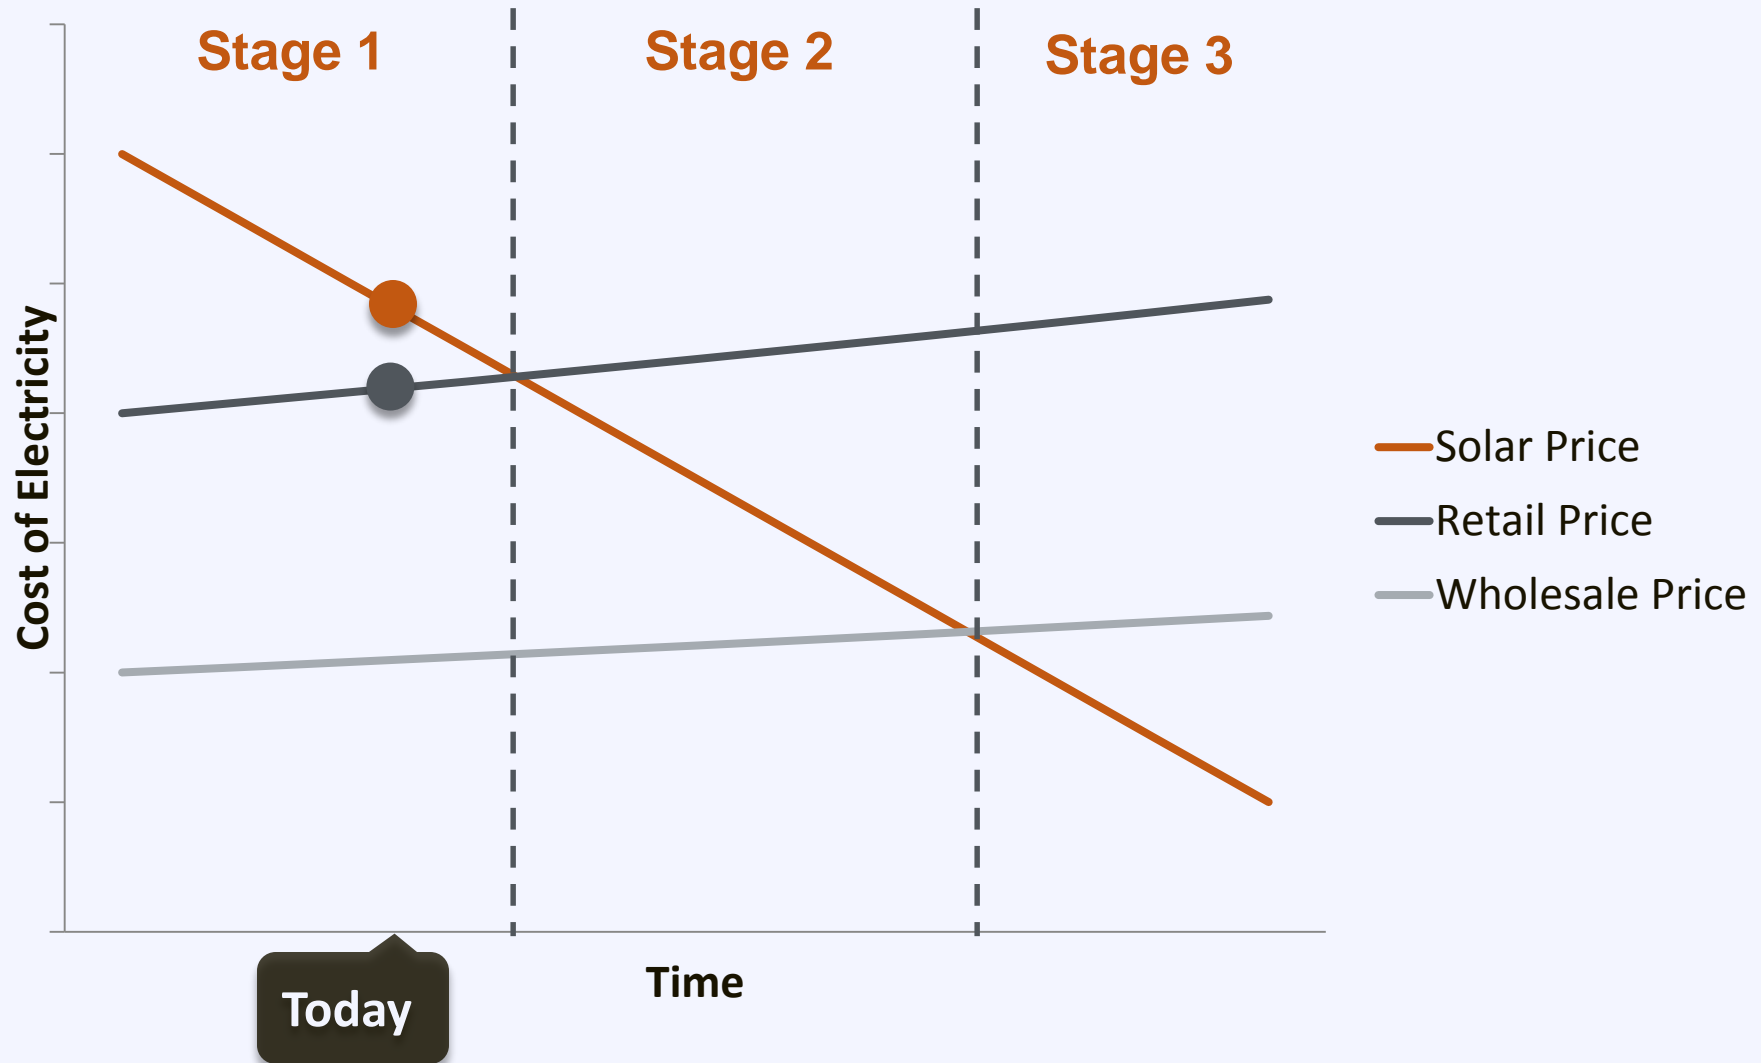 Stage 1
Stage 2
Stage 3
Cost of Electricity
Solar Price
Retail Price
Wholesale Price
Time
Today